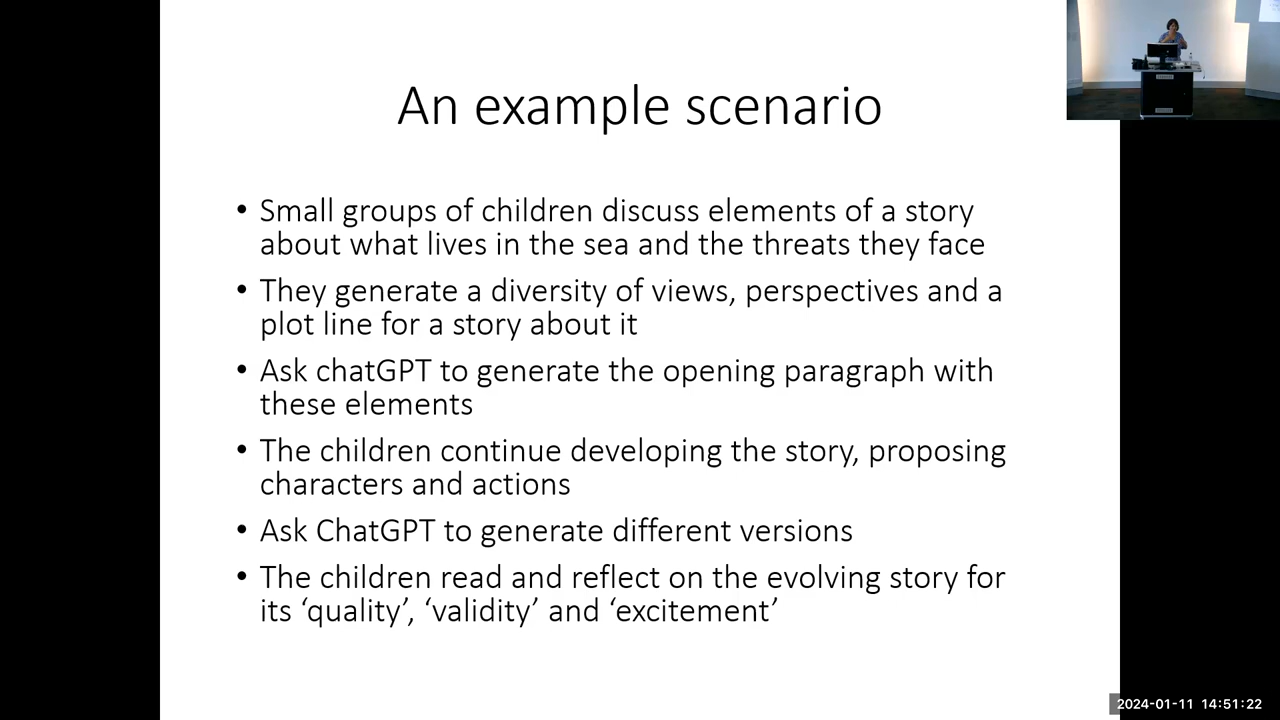 An example scenario
• Small groups of children discuss elements of a story
about what lives in the sea and the threats they face
• They generate a diversity of views, perspectives and a
plot line for a story about it
• Ask chatGPT to generate the opening paragraph with
these elements
• The children continue developing the story, proposing
characters and actions
• Ask ChatGPT to generate different versions
• The children read and reflect on the evolving story for
its ‘quality’, ‘validity’ and ‘excitement’
2024-01-11 14:51:22